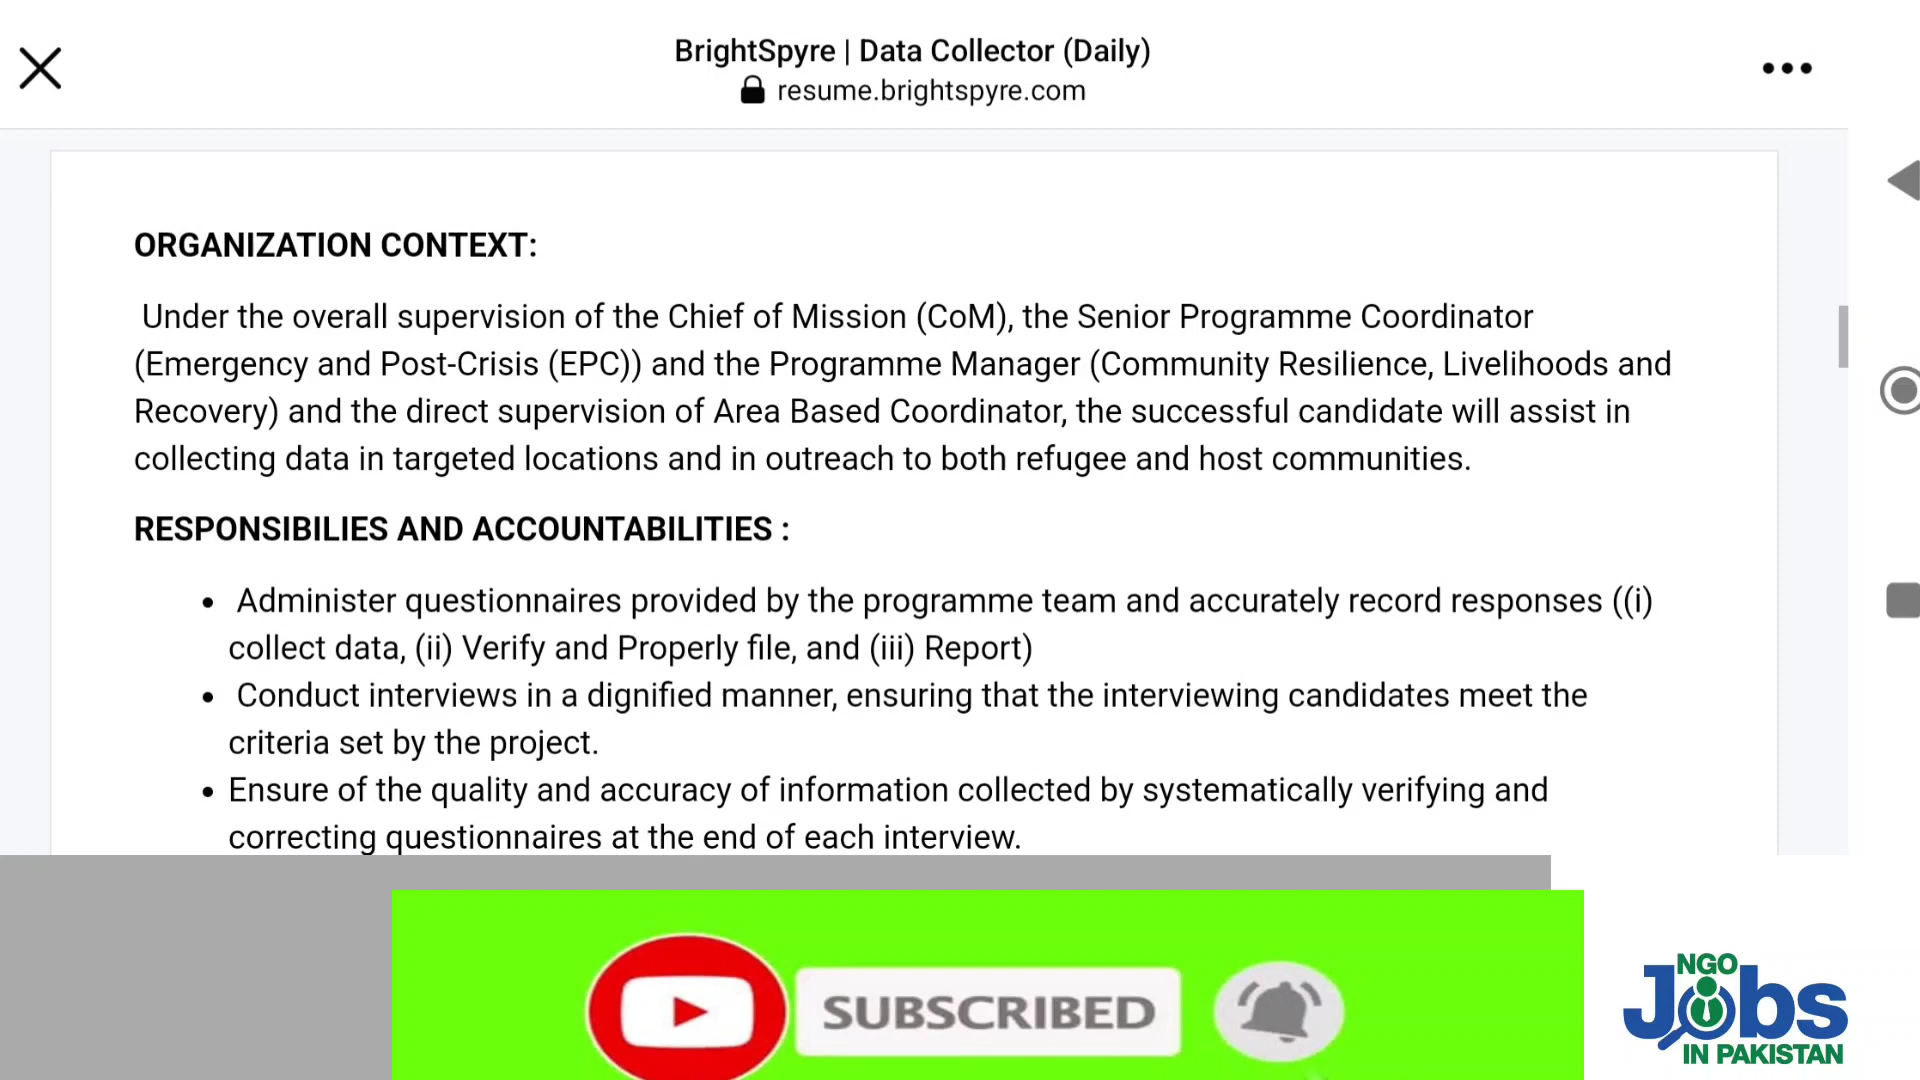 BrightSpyre | Data Collector (Daily)
resume.brightspyre.com
ORGANIZATION CONTEXT:
Under the overall supervision of the Chief of Mission (CoM), the Senior Programme Coordinator
(Emergency and Post-Crisis (EPC)) and the Programme Manager (Community Resilience, Livelihoods and
Recovery) and the direct supervision of Area Based Coordinator, the successful candidate will assist in
collecting data in targeted locations and in outreach to both refugee and host communities.
RESPONSIBILIES AND ACCOUNTABILITIES :
• Administer questionnaires provided by the programme team and accurately record responses ((i)
collect data, (ii) Verify and Properly file, and (iii) Report)
• Conduct interviews in a dignified manner, ensuring that the interviewing candidates meet the
criteria set by the project.
• Ensure of the quality and accuracy of information collected by systematically verifying and
correcting questionnaires at the end of each interview.
SUBSCRIBED
NGO
Jobs
IN PAKISTAN